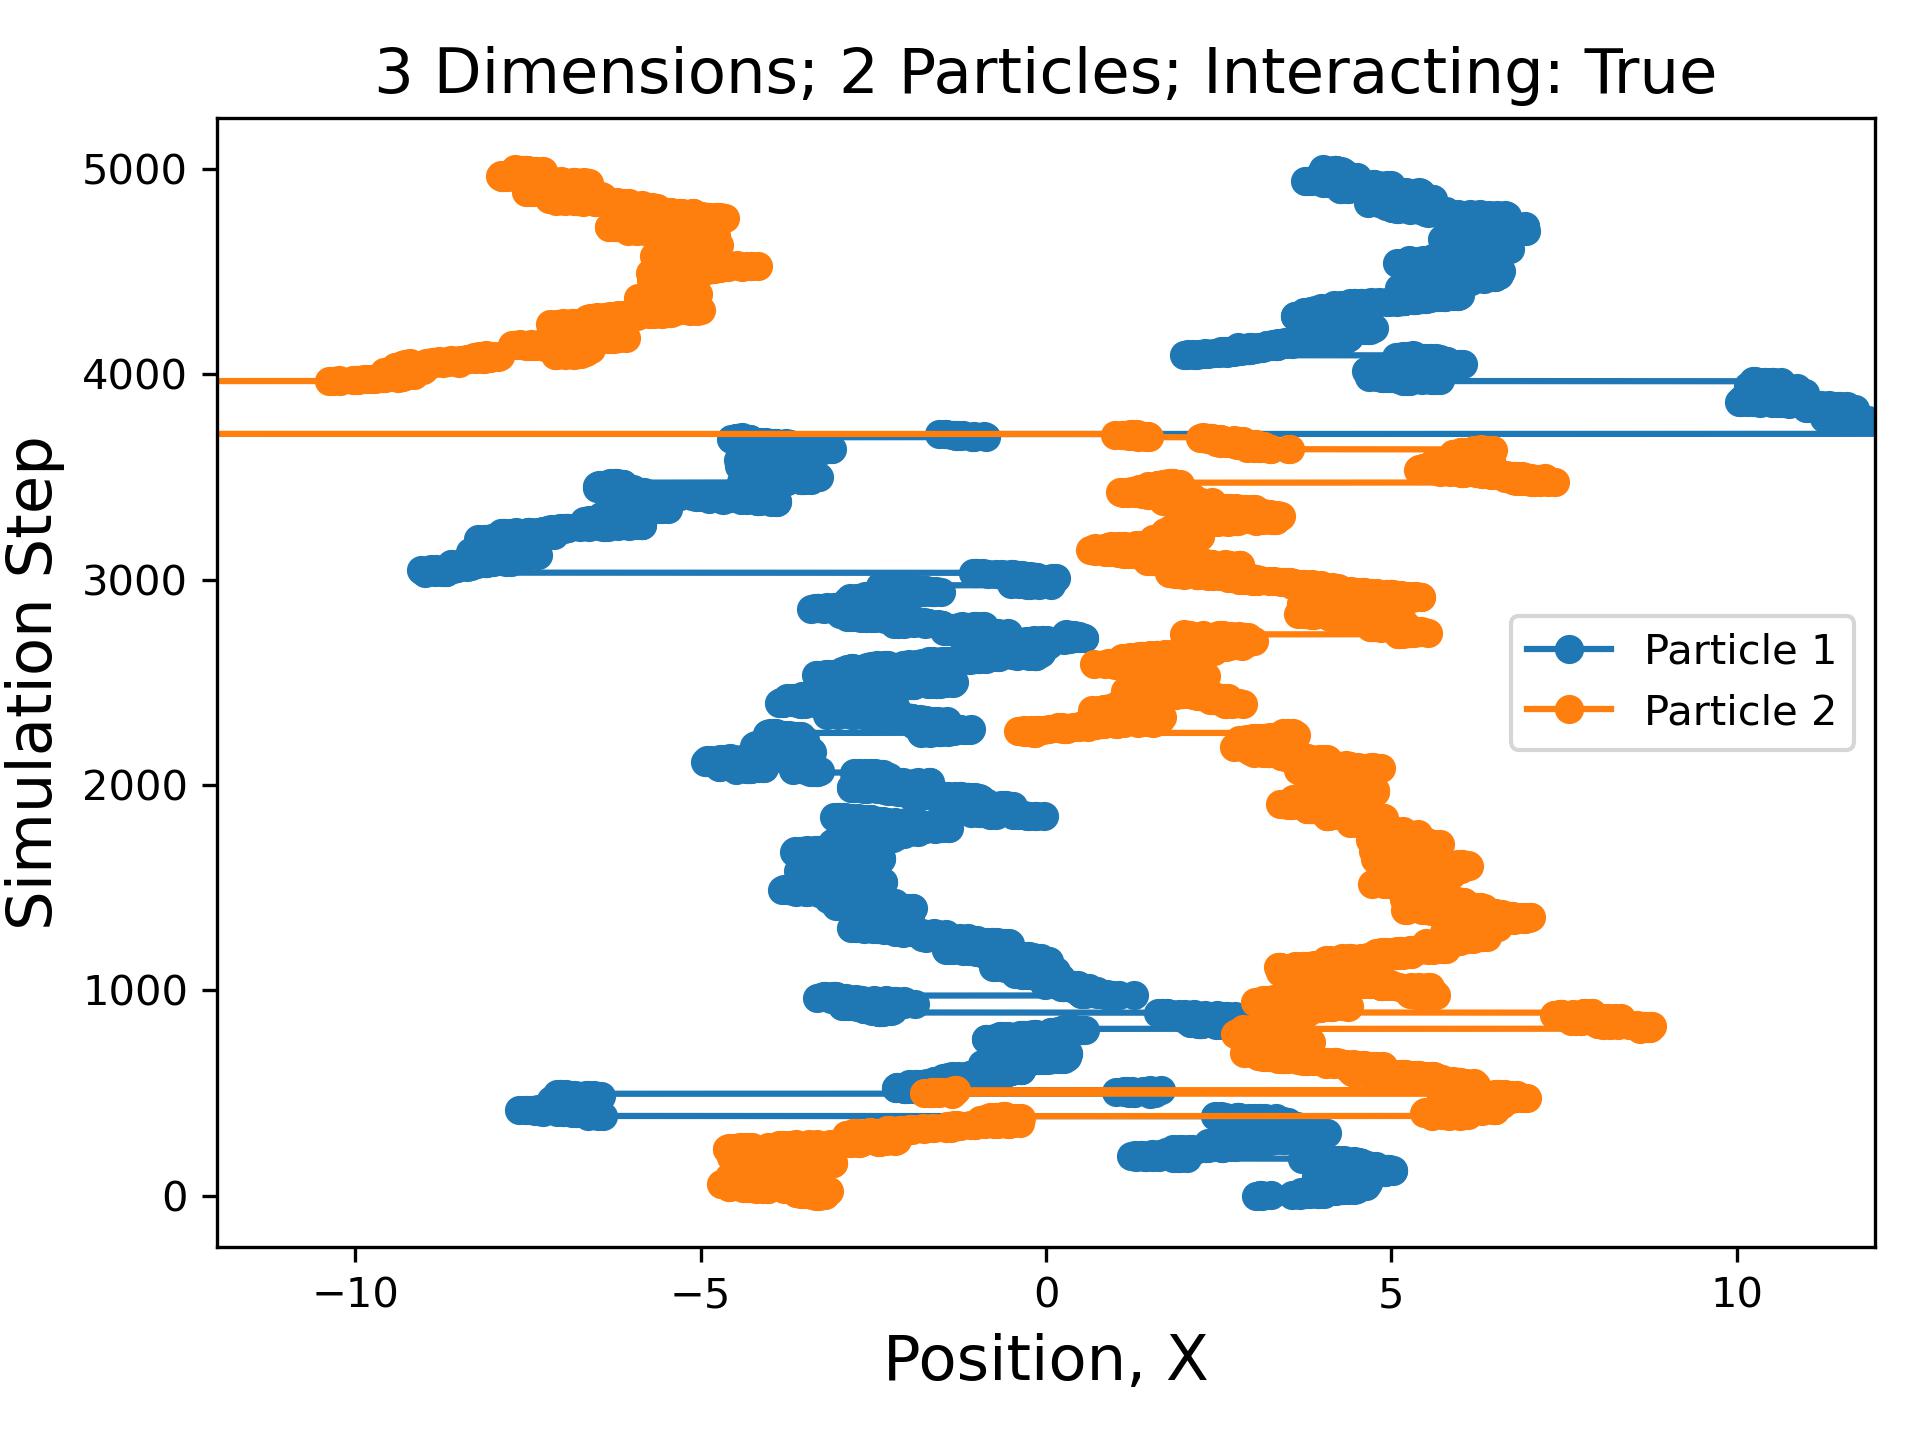 3 Dimensions; 2 Particles; Interacting: True
Simulation Step
5000
4000
3000
2000
1000
0
Particle 1
Particle 2
−10
−5
0
5
10
Position, X